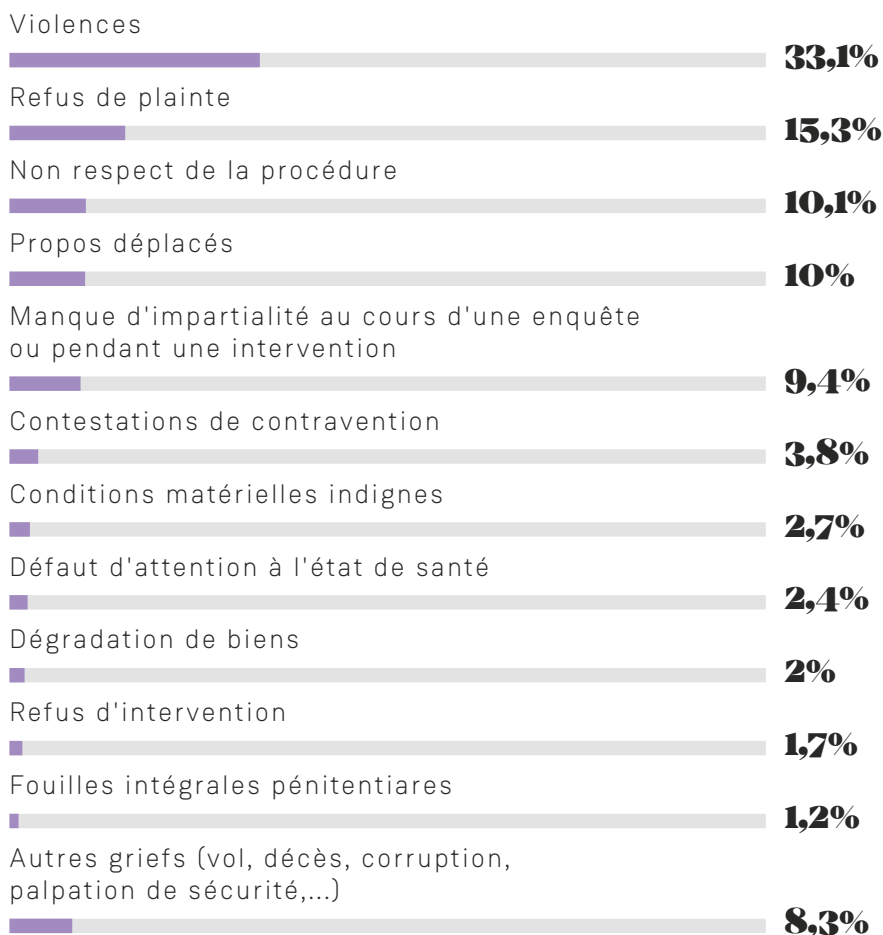 Violences
33,1%
Refus de plainte
15,3%
Non respect de la procédure
10,1%
Propos déplacés
10%
Manque d'impartialité au cours d'une enquête
ou pendant une intervention
9,4%
Contestations de contravention
3,8%
Conditions matérielles indignes
2,7%
Défaut d'attention à l'état de santé
2,4%
Dégradation de biens
2%
Refus d'intervention
1,7%
Fouilles intégrales pénitentiares
1,2%
Autres griefs (vol, décès, corruption,
palpation de sécurité,...)
8,3%